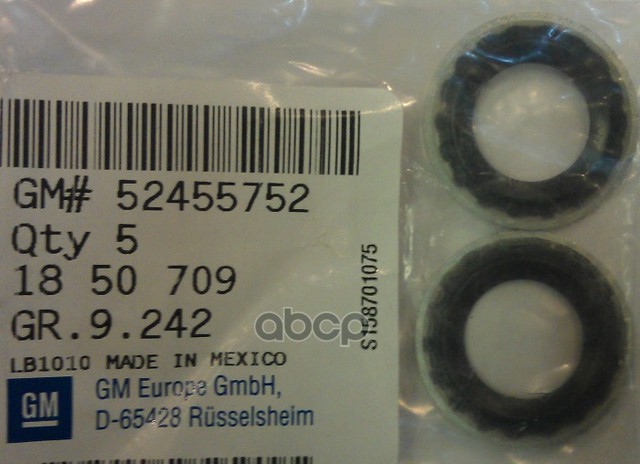 GM# 52455752
Qty 5
18 50 709
GR.9.242
LB1010 MADE IN MEXICO
GM
GM Europe GmbH,
D-65428 Rüsselsheim
S158701075
abcp